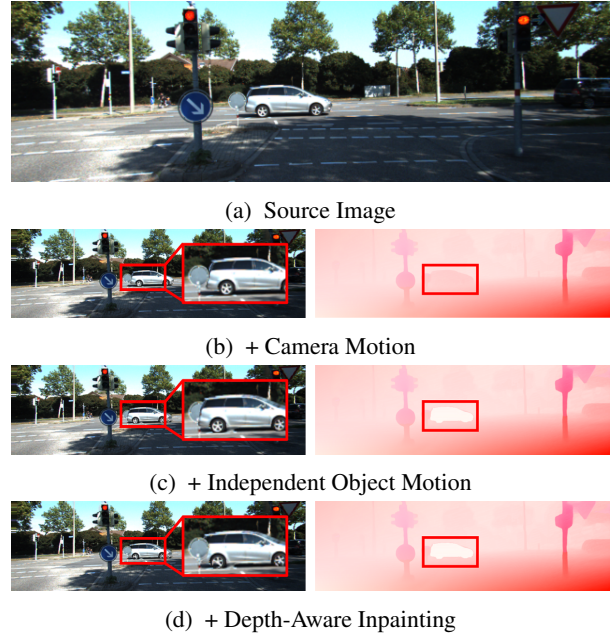 (a) Source Image
(b) + Camera Motion
(c) + Independent Object Motion
(d) + Depth-Aware Inpainting